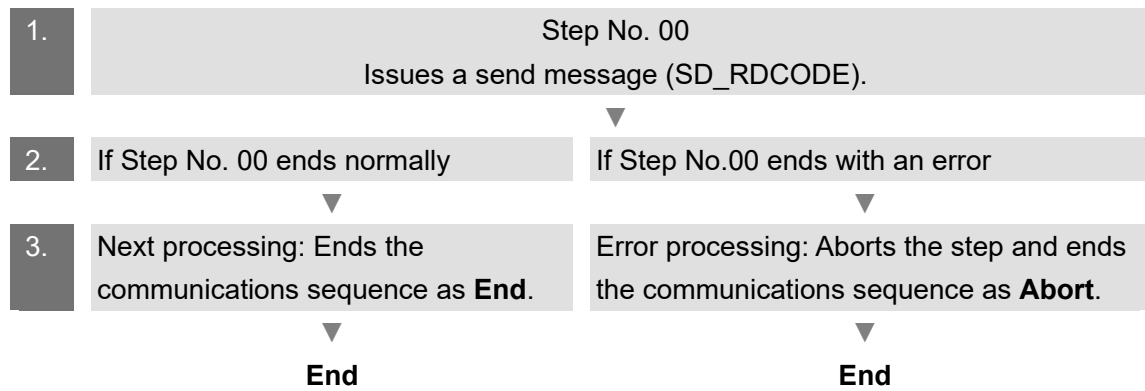 1.
Step No. 00
Issues a send message (SD_RDCODE).
2.
If Step No. 00 ends normally
If Step No.00 ends with an error
3.
Next processing: Ends the
communications sequence as End.
Error processing: Aborts the step and ends
the communications sequence as Abort.
End
End